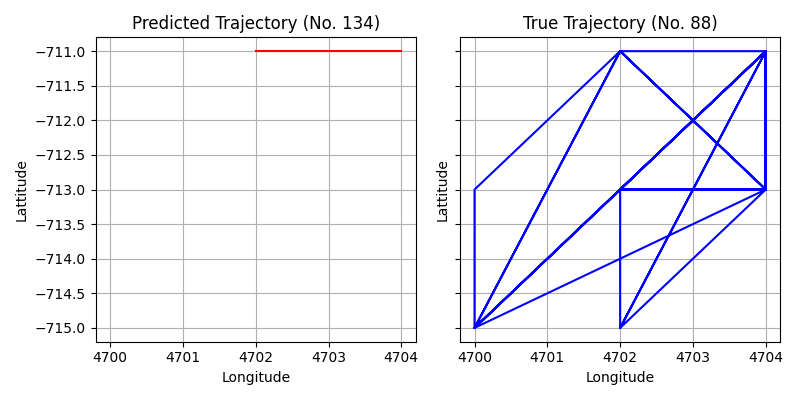 Predicted Trajectory (No. 134)
True Trajectory (No. 88)
−711.0
−711.5
−712.0
−712.5
−713.0
−713.5
−714.0
−714.5
−715.0
Lattitude
Lattitude
4700 4701 4702 4703 4704
4700 4701 4702 4703 4704
Longitude
Longitude